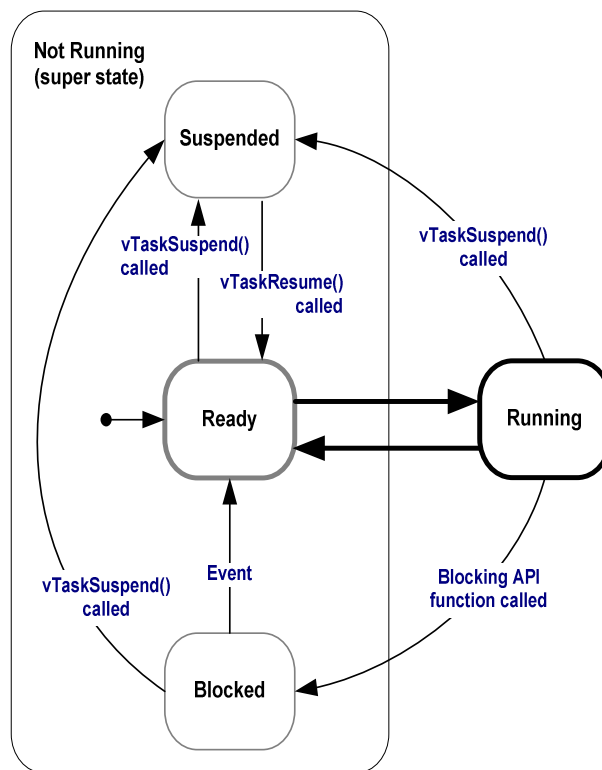 Not Running
(super state)
Suspended
vTaskSuspend()
called
vTaskSuspend()
called
vTaskResume()
called
Ready
Running
Event
vTaskSuspend()
called
Blocking API
function called
Blocked